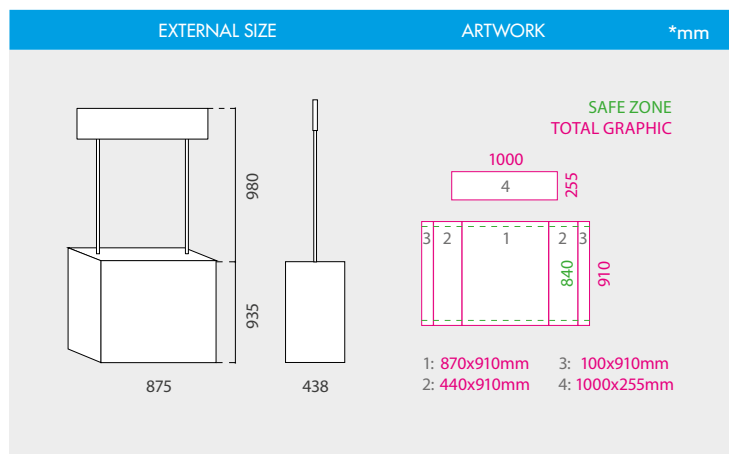 EXTERNAL SIZE
ARTWORK
*mm
SAFE ZONE
TOTAL GRAPHIC
980
935
875
438
1000
4
255
3 2 1 2 3
840
910
1: 870x910mm
3: 100x910mm
2: 440x910mm
4: 1000x255mm